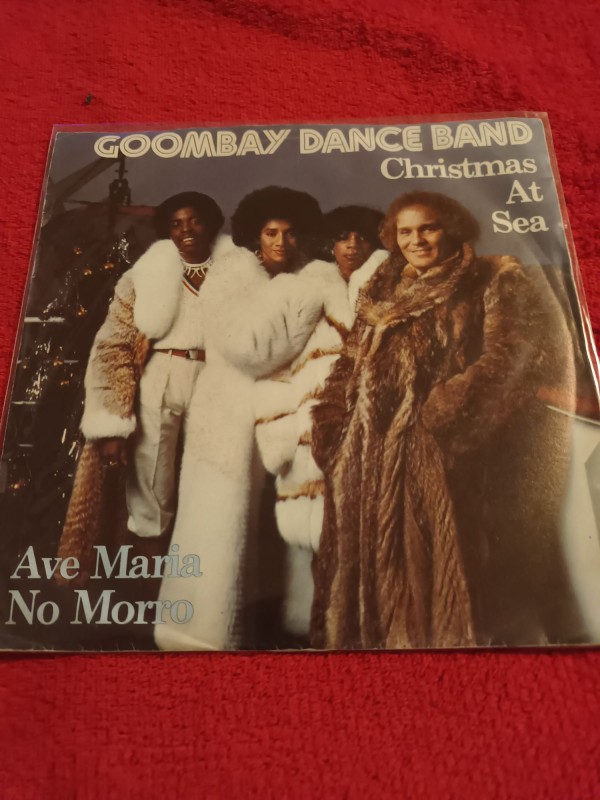 GOOMBAY DANCE BAND
Christmas
At
Sea
Ave Maria
No Morro